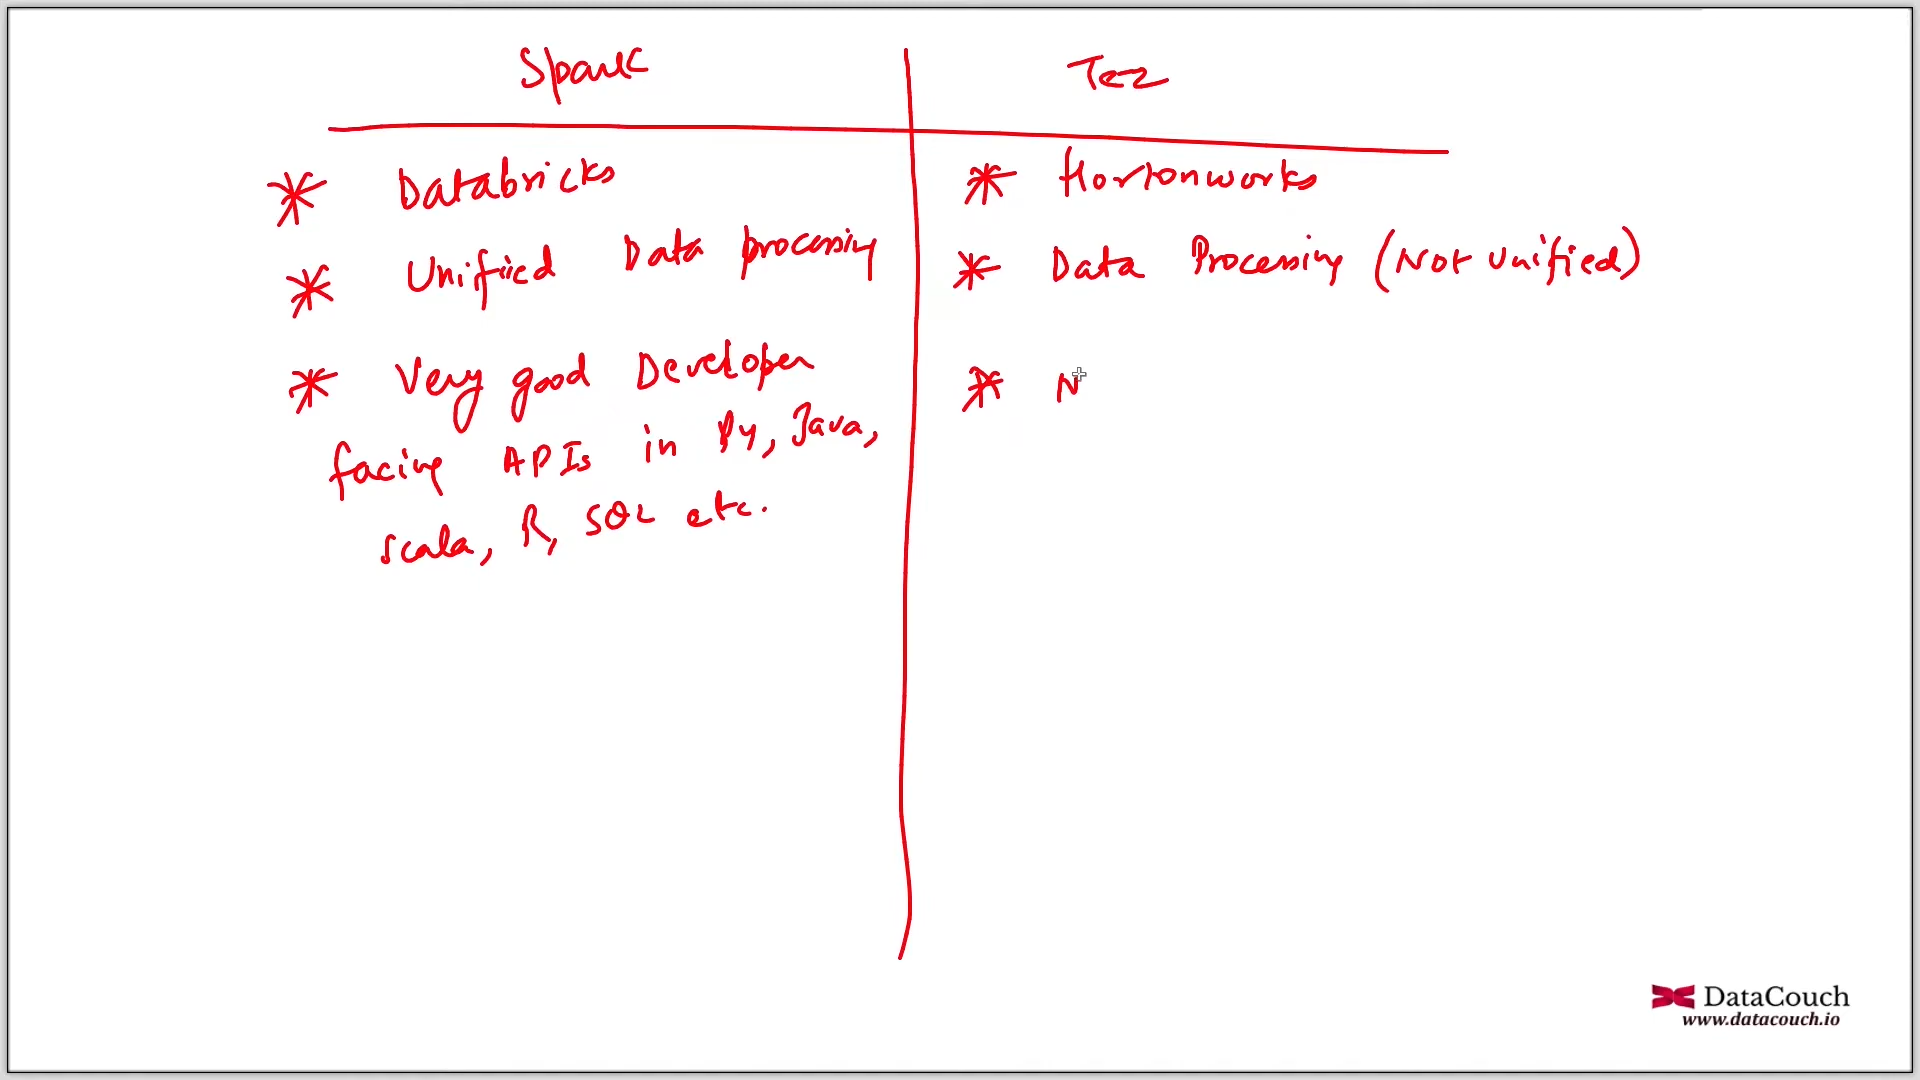 Spark
Tez
* Databricks
* Hortonworks
* Unified Data processing
* Data Processing (Not unified)
* Very good Developer
facing APIs in Py, Java,
scala, R, SQL etc.
* N
DataCouch
www.datacouch.io